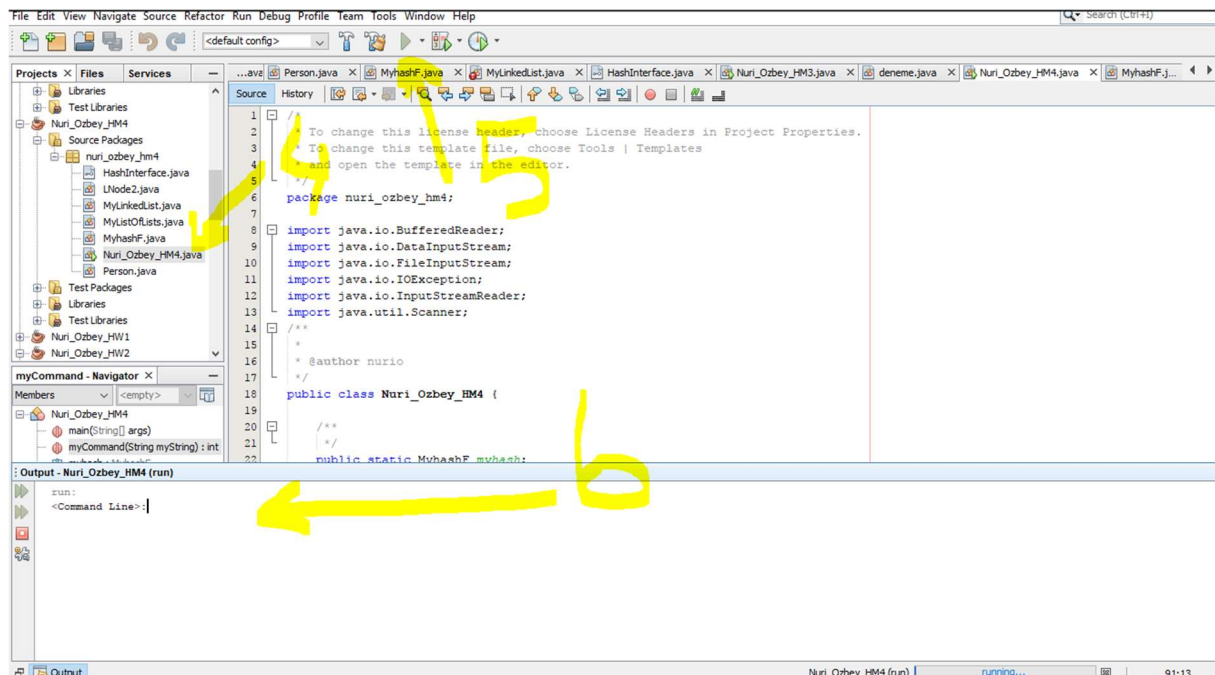 File Edit View Navigate Source Refactor Run Debug Profile Team Tools Window Help
Search (Ctrl+I)
<default config>
Projects Files Services
...ava Person.java MyhashF.java MyLinkedList.java HashInterface.java Nuri_Ozbey_HM3.java deneme.java Nuri_Ozbey_HM4.java MyhashF.j...
Source History
Libraries
Test Libraries
Nuri_Ozbey_HM4
Source Packages
nuri_ozbey_hm4
HashInterface.java
LNode2.java
MyLinkedList.java
MyListOfLists.java
MyhashF.java
Nuri_Ozbey_HM4.java
Person.java
Test Packages
Libraries
Test Libraries
Nuri_Ozbey_HW1
Nuri_Ozbey_HW2
myCommand - Navigator
Members <empty>
Nuri_Ozbey_HM4
main(String[] args)
myCommand(String myString) : int
1 /*
2 * To change this license header, choose License Headers in Project Properties.
3 * To change this template file, choose Tools | Templates
4 * and open the template in the editor.
5 */
6 package nuri_ozbey_hm4;
7
8 import java.io.BufferedReader;
9 import java.io.DataInputStream;
10 import java.io.FileInputStream;
11 import java.io.IOException;
12 import java.io.InputStreamReader;
13 import java.util.Scanner;
14 /**
15 *
16 * @author nurio
17 */
18 public class Nuri_Ozbey_HM4 {
19
20 /**
21 */
22 public static MyhashF myhash;
4
5
6
Output - Nuri_Ozbey_HM4 (run)
run:
<Command Line>:
Output
Nuri_Ozbey_HM4 (run) running... 91:13